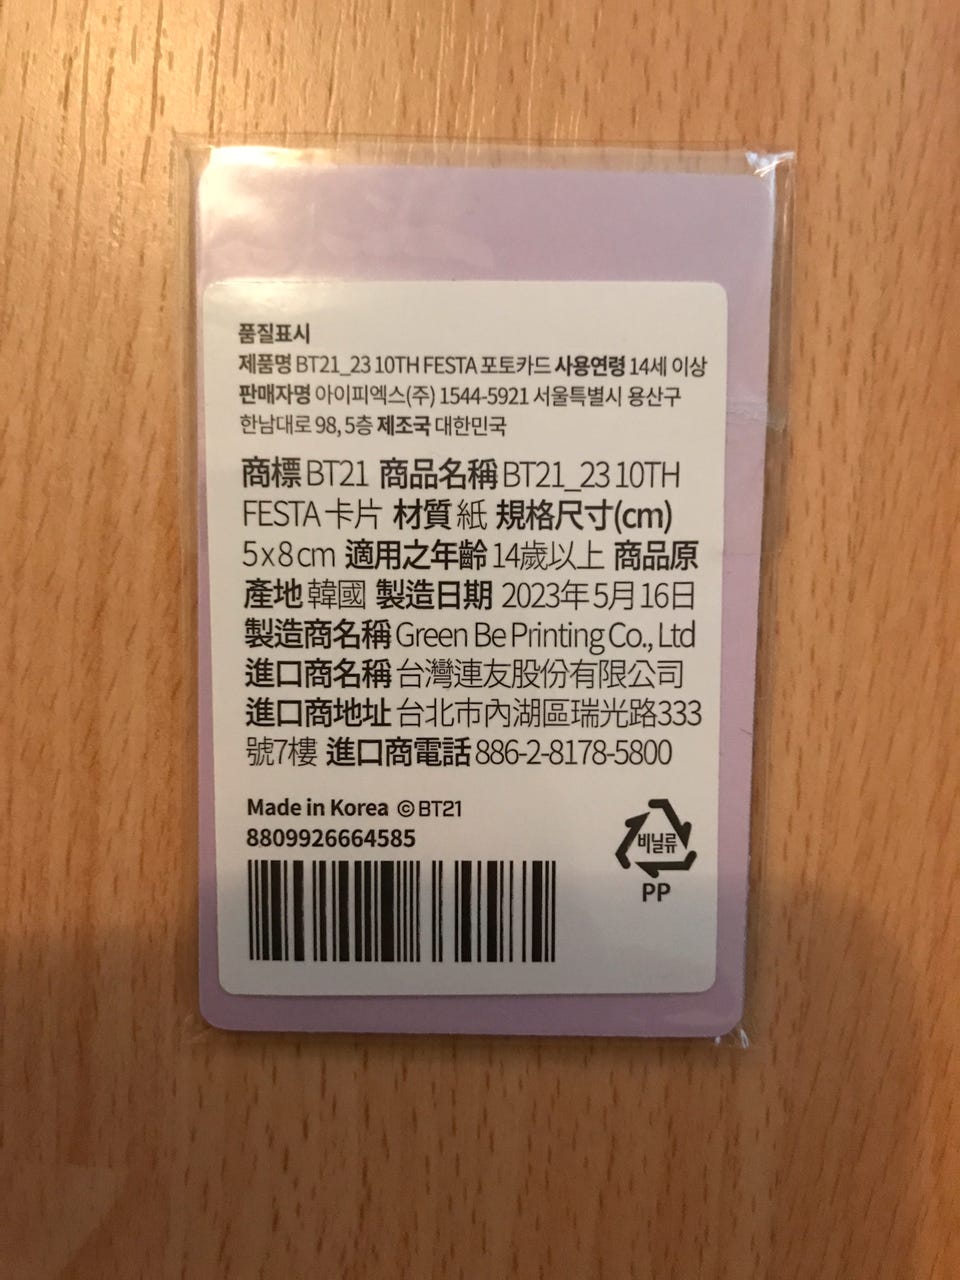 품질표시
제품명 BT21_23 10TH FESTA 포토카드 사용연령 14세 이상
판매자명 아이피엑스(주) 1544-5921 서울특별시 용산구
한남대로 98, 5층 제조국 대한민국
商標 BT21 商品名稱 BT21_23 10TH
FESTA 卡片 材質 紙 規格尺寸(cm)
5 x 8 cm 適用之年齡 14歲以上 商品原
產地 韓國 製造日期 2023年 5月 16日
製造商名稱 Green Be Printing Co., Ltd
進口商名稱 台灣連友股份有限公司
進口商地址 台北市內湖區瑞光路333
號7樓 進口商電話 886-2-8178-5800
Made in Korea ©BT21
8809926664585
비닐류
PP